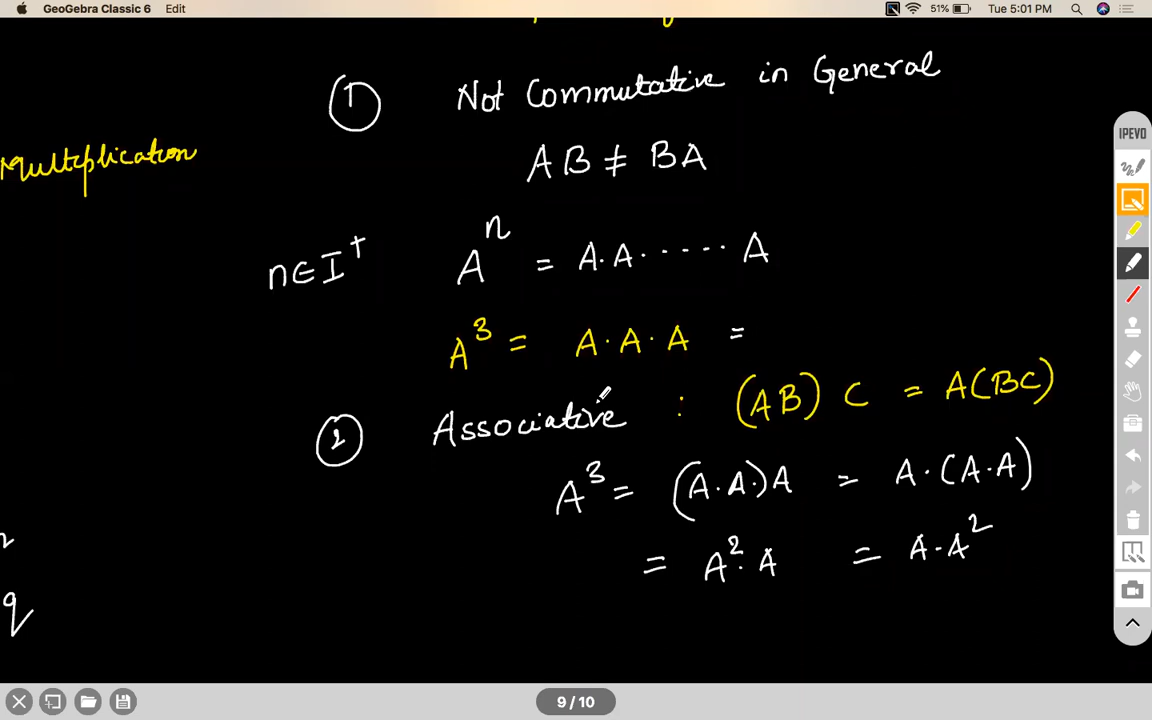 GeoGebra Classic 6 Edit 51% Tue 5:01 PM
① Not Commutative in General
Multiplication
AB ≠ BA
n∈I⁺ Aⁿ = A.A.····· A
A³ = A·A·A =
② Associative : (AB) C = A(BC)
A³ = (A·A·)A = A·(A·A)
= A²·A = A·A²
q
IPEVO
9 / 10